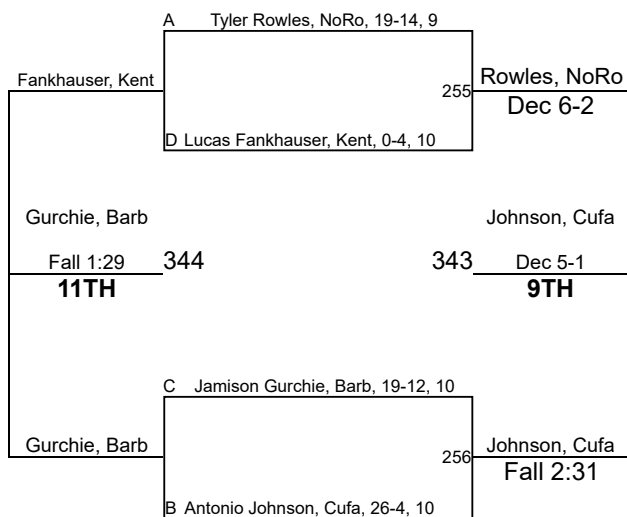 A Tyler Rowles, NoRo, 19-14, 9
Fankhauser, Kent
255
Rowles, NoRo
Dec 6-2
D Lucas Fankhauser, Kent, 0-4, 10
Gurchie, Barb
Johnson, Cufa
Fall 1:29
344
343
Dec 5-1
11TH
9TH
C Jamison Gurchie, Barb, 19-12, 10
Gurchie, Barb
256
Johnson, Cufa
Fall 2:31
B Antonio Johnson, Cufa, 26-4, 10